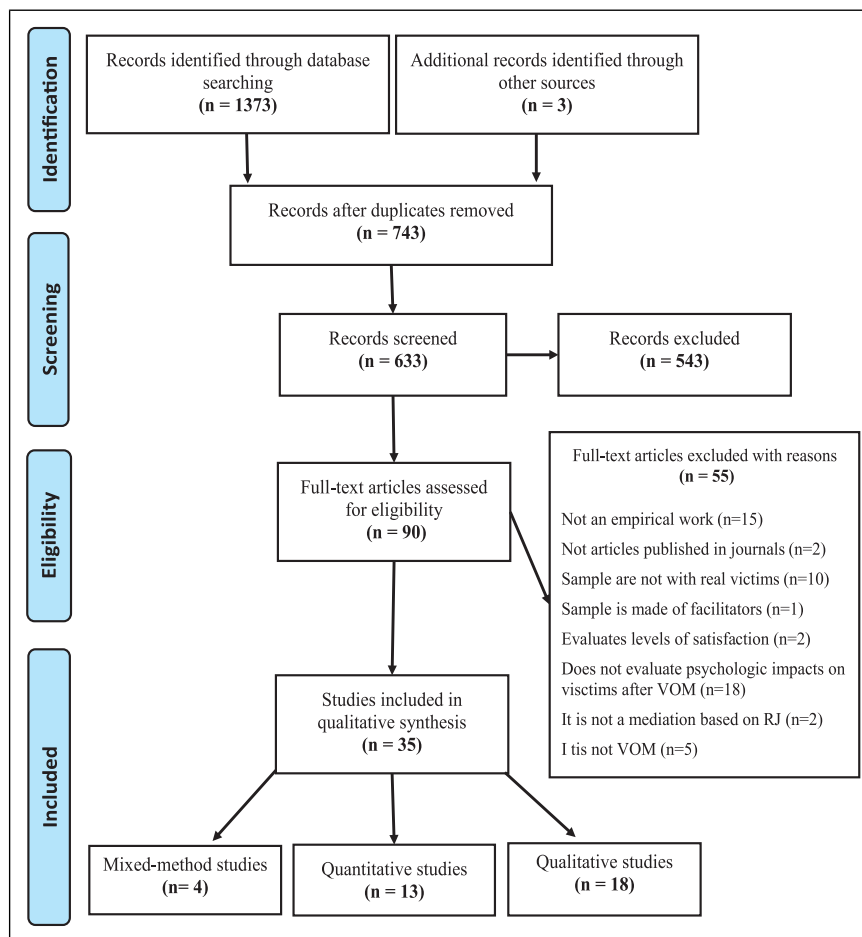 Identification
Records identified through database
searching
(n = 1373)
Additional records identified through
other sources
(n = 3)
Records after duplicates removed
(n = 743)
Screening
Records screened
(n = 633)
Records excluded
(n = 543)
Eligibility
Full-text articles assessed
for eligibility
(n = 90)
Full-text articles excluded with reasons
(n = 55)
Not an empirical work (n=15)
Not articles published in journals (n=2)
Sample are not with real victims (n=10)
Sample is made of facilitators (n=1)
Evaluates levels of satisfaction (n=2)
Does not evaluate psychologic impacts on
visctims after VOM (n=18)
It is not a mediation based on RJ (n=2)
I tis not VOM (n=5)
Included
Studies included in
qualitative synthesis
(n = 35)
Mixed-method studies
(n= 4)
Quantitative studies
(n = 13)
Qualitative studies
(n = 18)